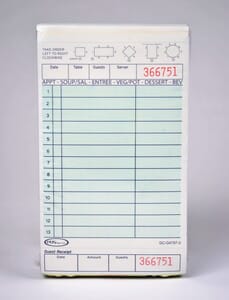 TAKE ORDER
LEFT TO RIGHT
CLOCKWISE
Date Table Guests Server
366751
APPT - SOUP/SAL - ENTREE - VEG/POT - DESSERT - BEV
1
2
3
4
5
6
7
8
9
10
11
12
13
Guest Receipt
366751
Date Amount Guests